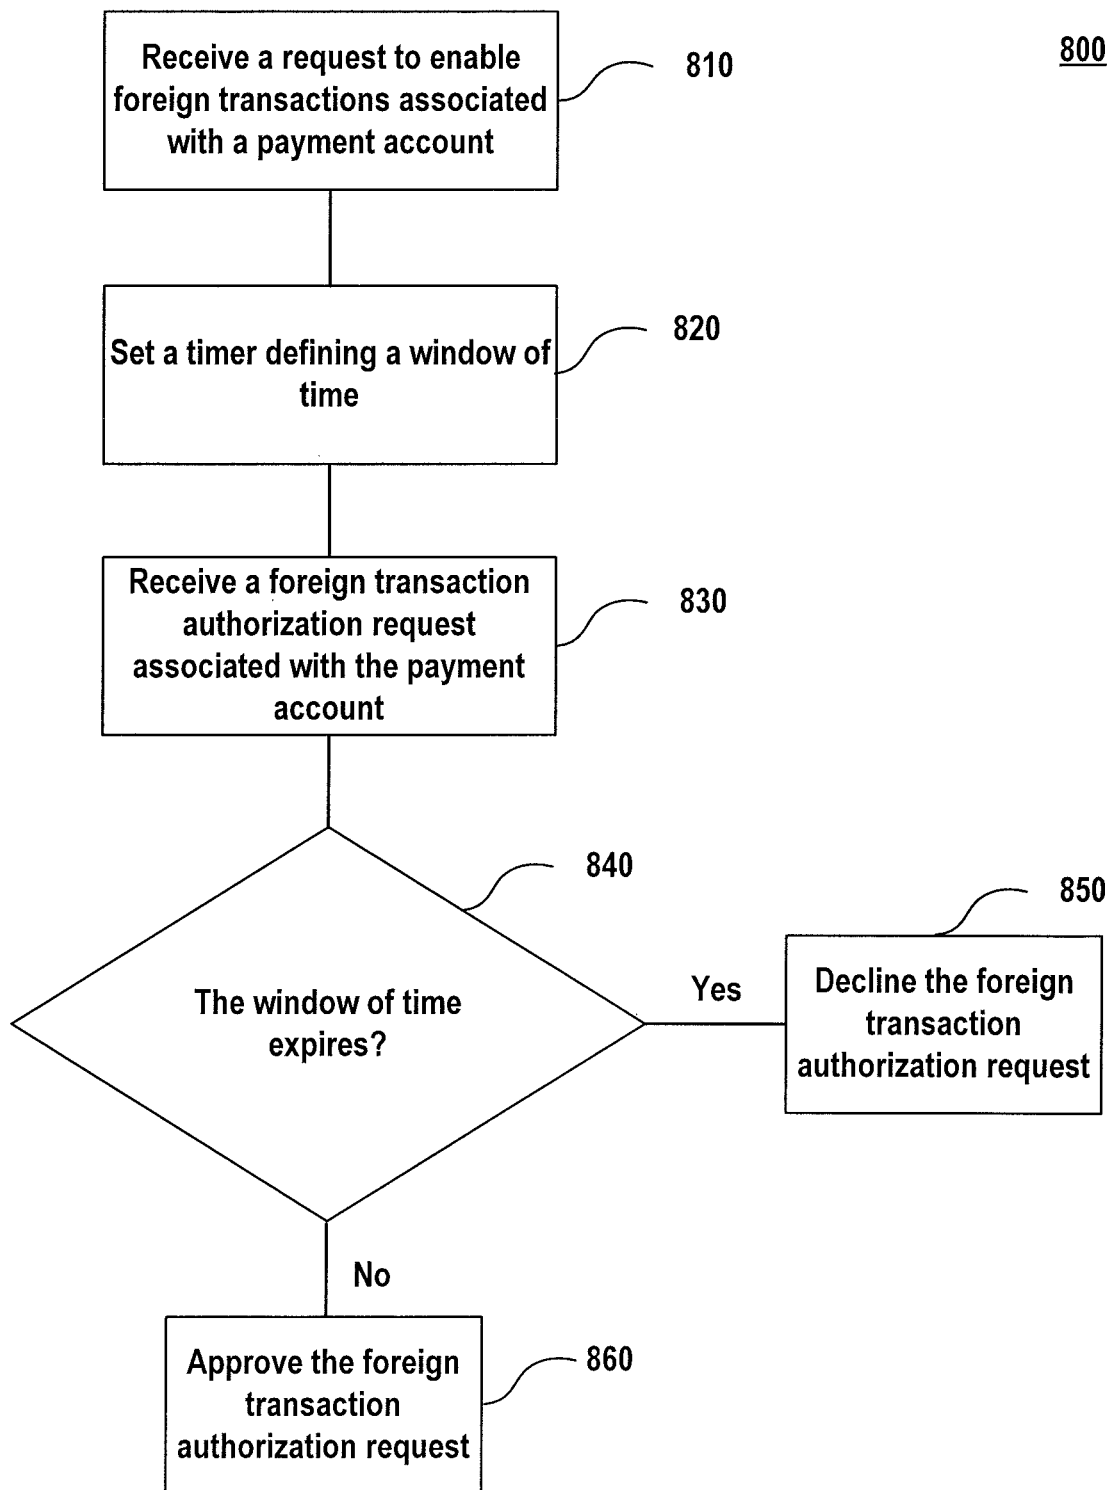 800
Receive a request to enable
foreign transactions associated
with a payment account
810
Set a timer defining a window of
time
820
Receive a foreign transaction
authorization request
associated with the payment
account
830
The window of time
expires?
840
Yes
Decline the foreign
transaction
authorization request
850
No
Approve the foreign
transaction
authorization request
860